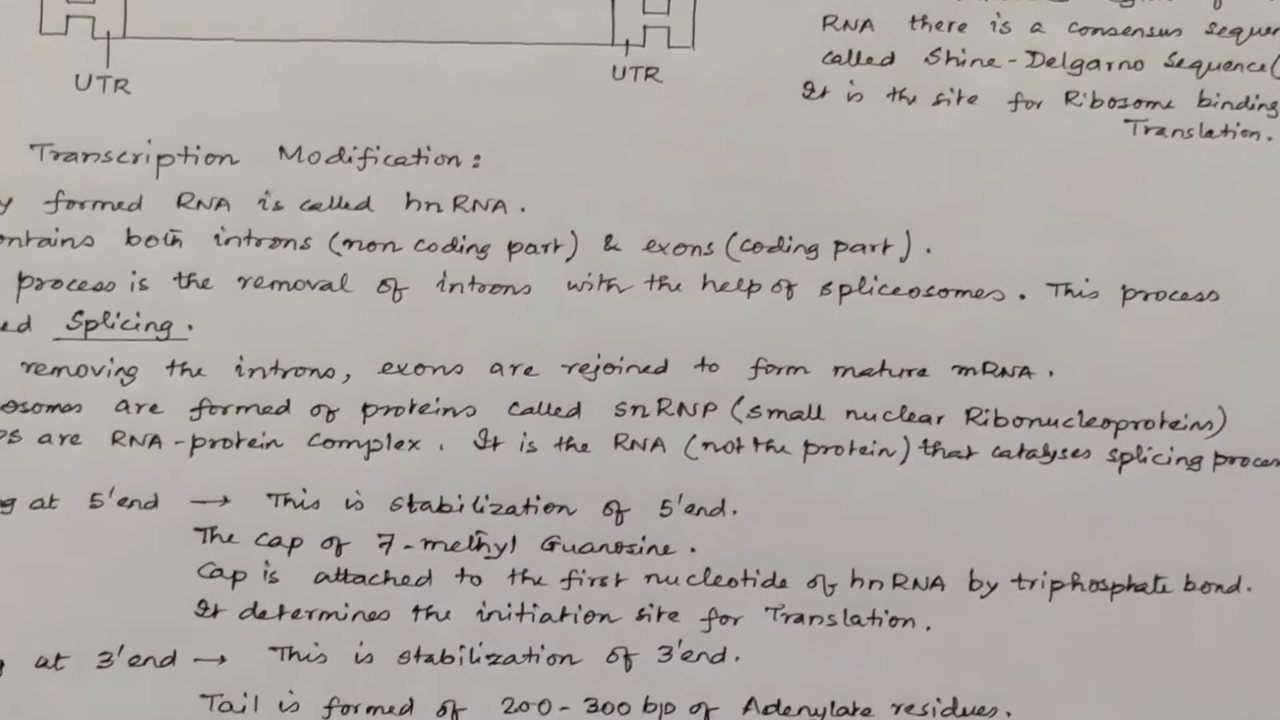 RNA there is a consensus sequen
called Shine-Delgarno Sequence(
It is the site for Ribosome binding
Translation.
UTR
UTR
Transcription Modification:
y formed RNA is called hnRNA.
ontains both introns (non coding part) & exons (coding part).
process is the removal of introns with the help of spliceosomes. This process
ed Splicing.
removing the introns, exons are rejoined to form mature mRNA.
osomes are formed of proteins called snRNP (small nuclear Ribonucleoproteins)
Ps are RNA-protein complex. It is the RNA (not the protein) that catalyses splicing proces
g at 5'end → This is stabilization of 5'end.
The cap of 7-methyl Guanosine.
Cap is attached to the first nucleotide of hnRNA by triphosphate bond.
It determines the initiation site for Translation.
at 3'end → This is stabilization of 3'end.
Tail is formed of 200-300 bp of Adenylate residues.